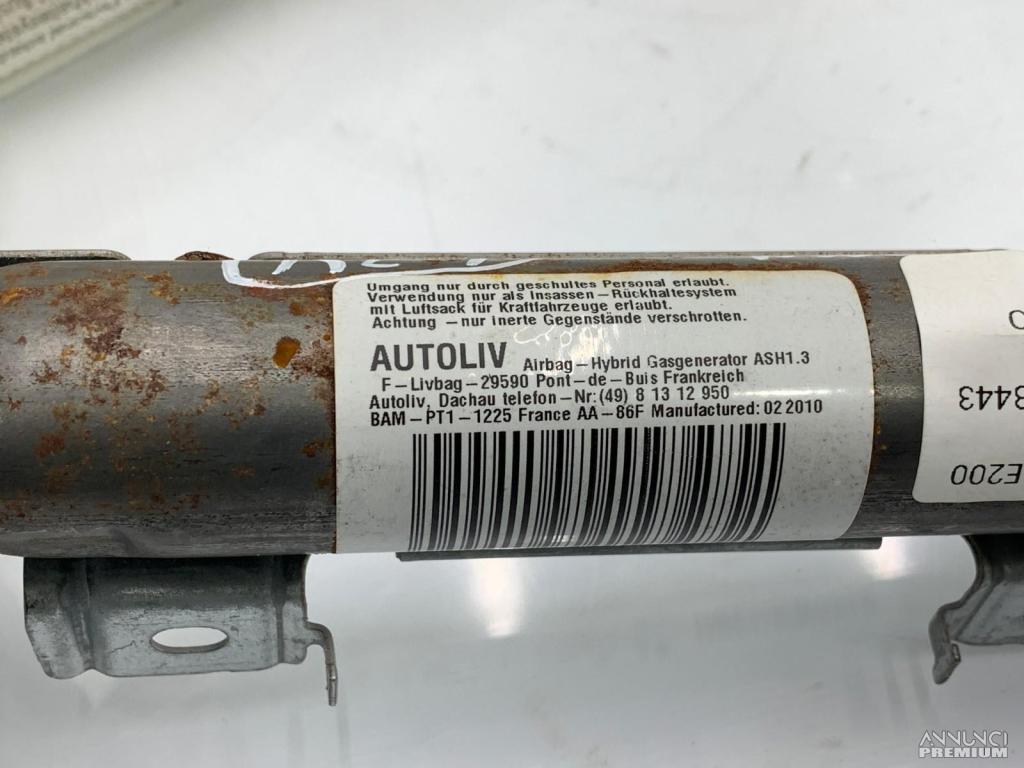 Umgang nur durch geschultes Personal erlaubt.
Verwendung nur als Insassen–Rückhaltesystem
mit Luftsack für Kraftfahrzeuge erlaubt.
Achtung –nur inerte Gegenstände verschrotten.
AUTOLIV Airbag–Hybrid Gasgenerator ASH1.3
F–Livbag–29590 Pont–de–Buis Frankreich
Autoliv, Dachau telefon–Nr:(49) 8 13 12 950
BAM–PT1–1225 France AA–86F Manufactured: 02 2010
3443
E200
ANNUNCI
PREMIUM